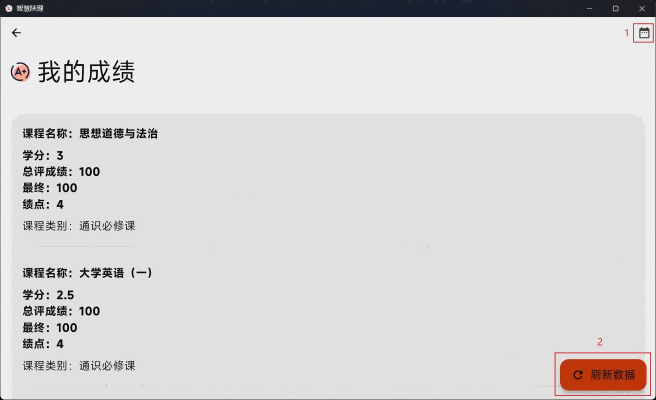 智慧陕理
1
A+
我的成绩
课程名称：思想道德与法治
学分：3
总评成绩：100
最终：100
绩点：4
课程类别：通识必修课
课程名称：大学英语（一）
学分：2.5
总评成绩：100
最终：100
绩点：4
课程类别：通识必修课
2
刷新数据